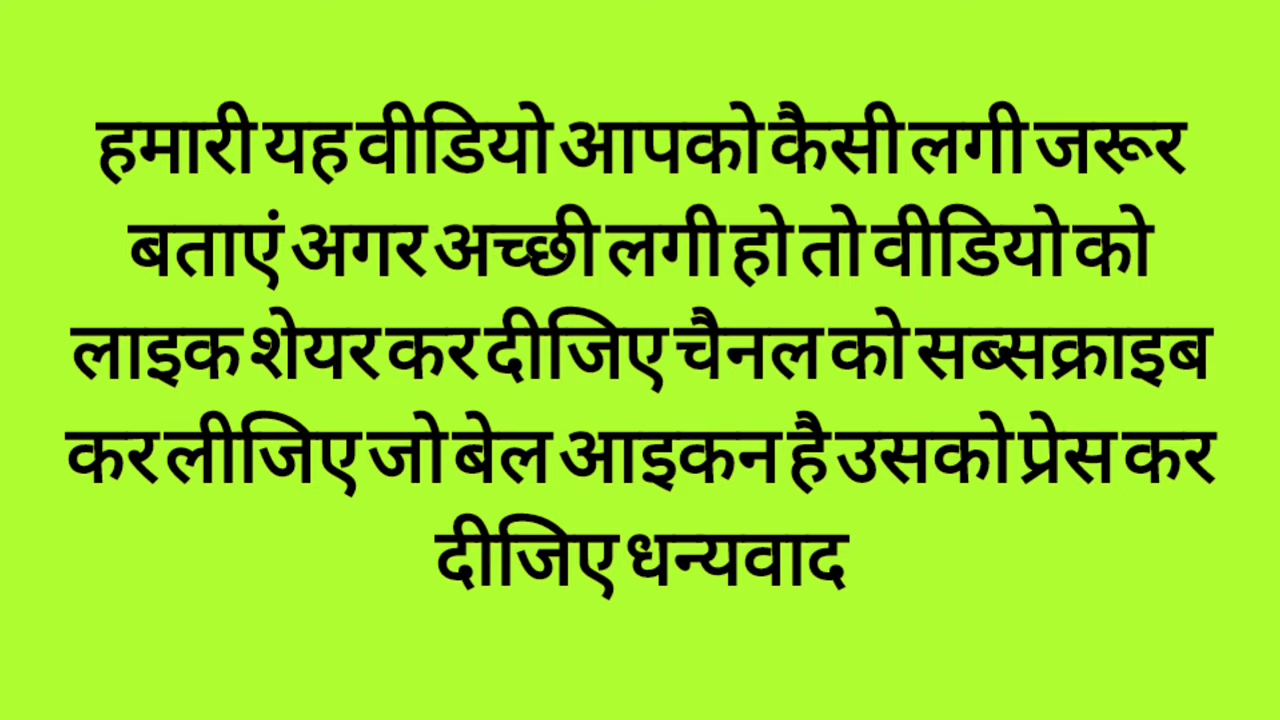 हमारी यह वीडियो आपको कैसी लगी जरूर
बताएं अगर अच्छी लगी हो तो वीडियो को
लाइक शेयर कर दीजिए चैनल को सब्सक्राइब
कर लीजिए जो बेल आइकन है उसको प्रेस कर
दीजिए धन्यवाद